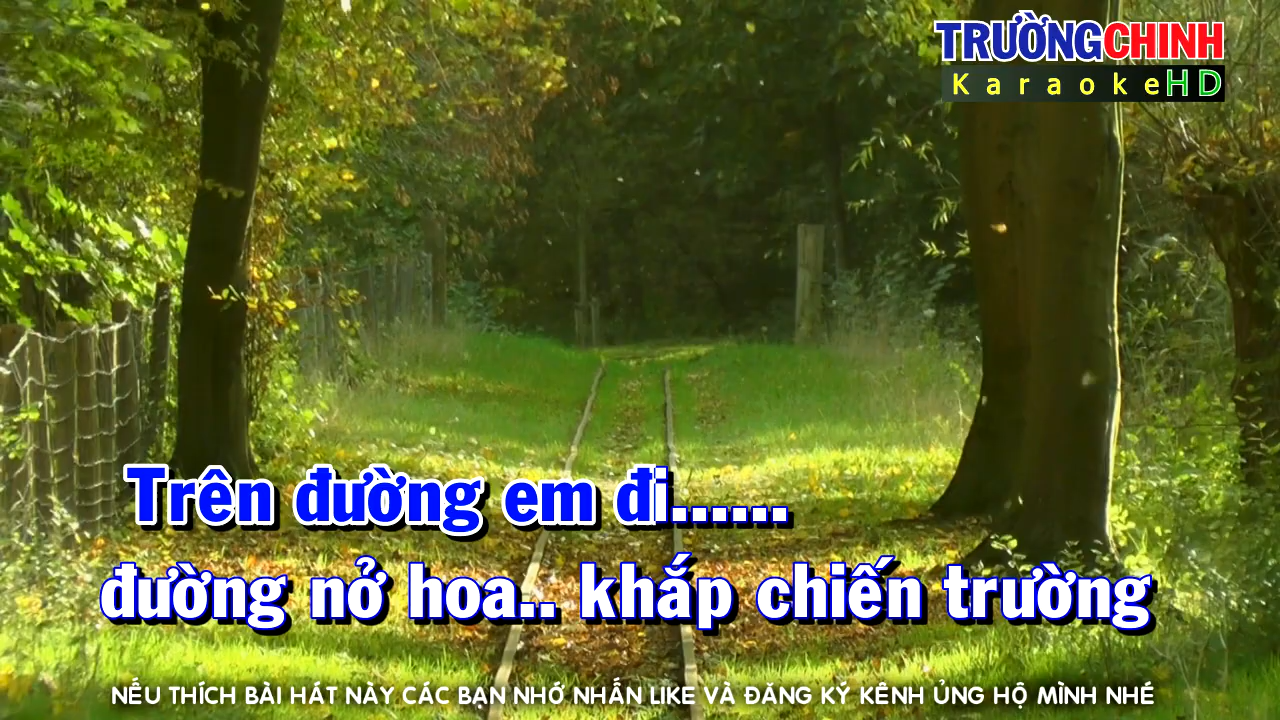 TRƯỜNGCHINH
KaraokeHD
Trên đường em đi......
đường nở hoa.. khắp chiến trường
NẾU THÍCH BÀI HÁT NÀY CÁC BẠN NHỚ NHẤN LIKE VÀ ĐĂNG KÝ KÊNH ỦNG HỘ MÌNH NHÉ